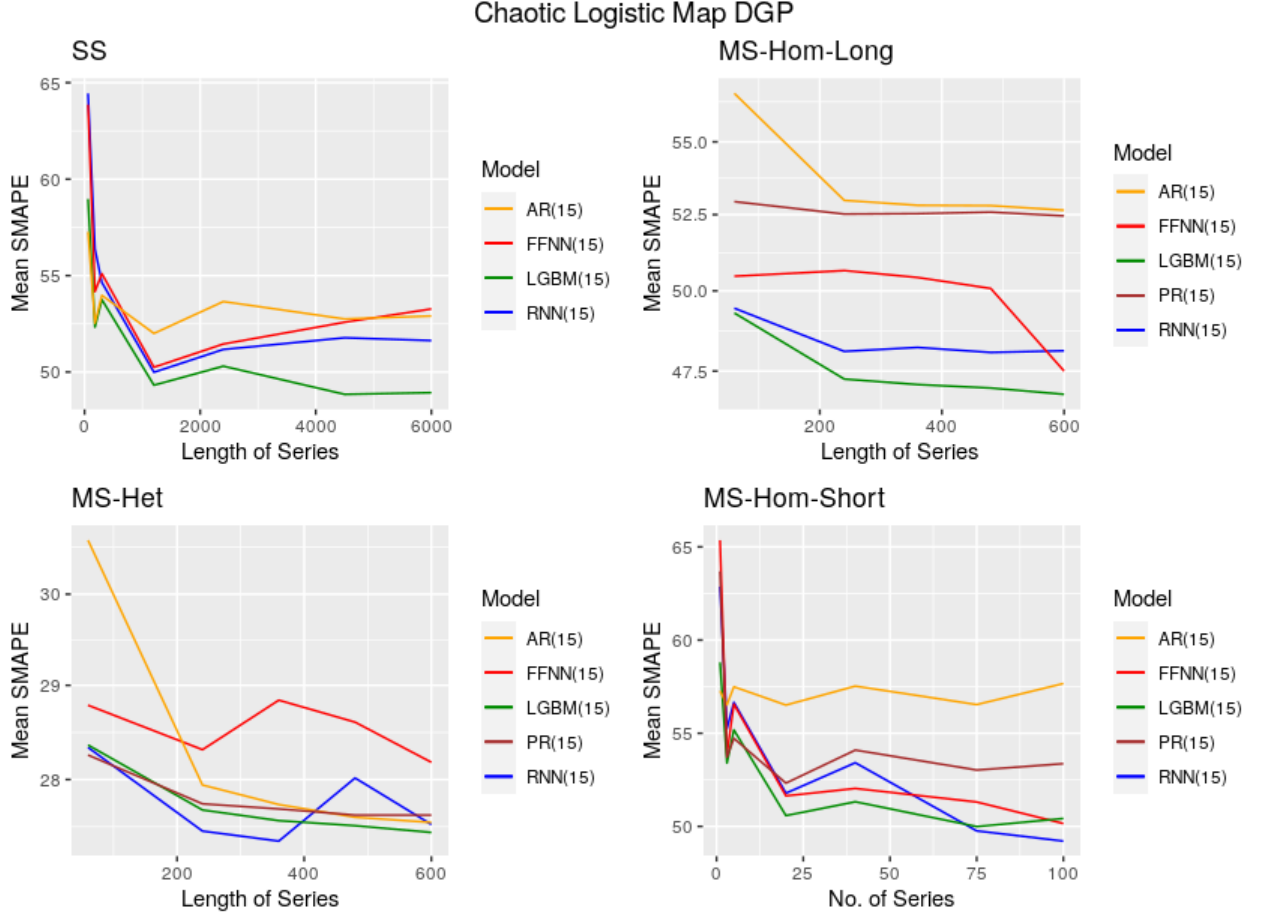 Chaotic Logistic Map DGP
SS
Mean SMAPE
65
60
55
50
0 2000 4000 6000
Length of Series
Model
AR(15)
FFNN(15)
LGBM(15)
RNN(15)
MS-Hom-Long
Mean SMAPE
55.0
52.5
50.0
47.5
200 400 600
Length of Series
Model
AR(15)
FFNN(15)
LGBM(15)
PR(15)
RNN(15)
MS-Het
Mean SMAPE
30
29
28
200 400 600
Length of Series
Model
AR(15)
FFNN(15)
LGBM(15)
PR(15)
RNN(15)
MS-Hom-Short
Mean SMAPE
65
60
55
50
0 25 50 75 100
No. of Series
Model
AR(15)
FFNN(15)
LGBM(15)
PR(15)
RNN(15)